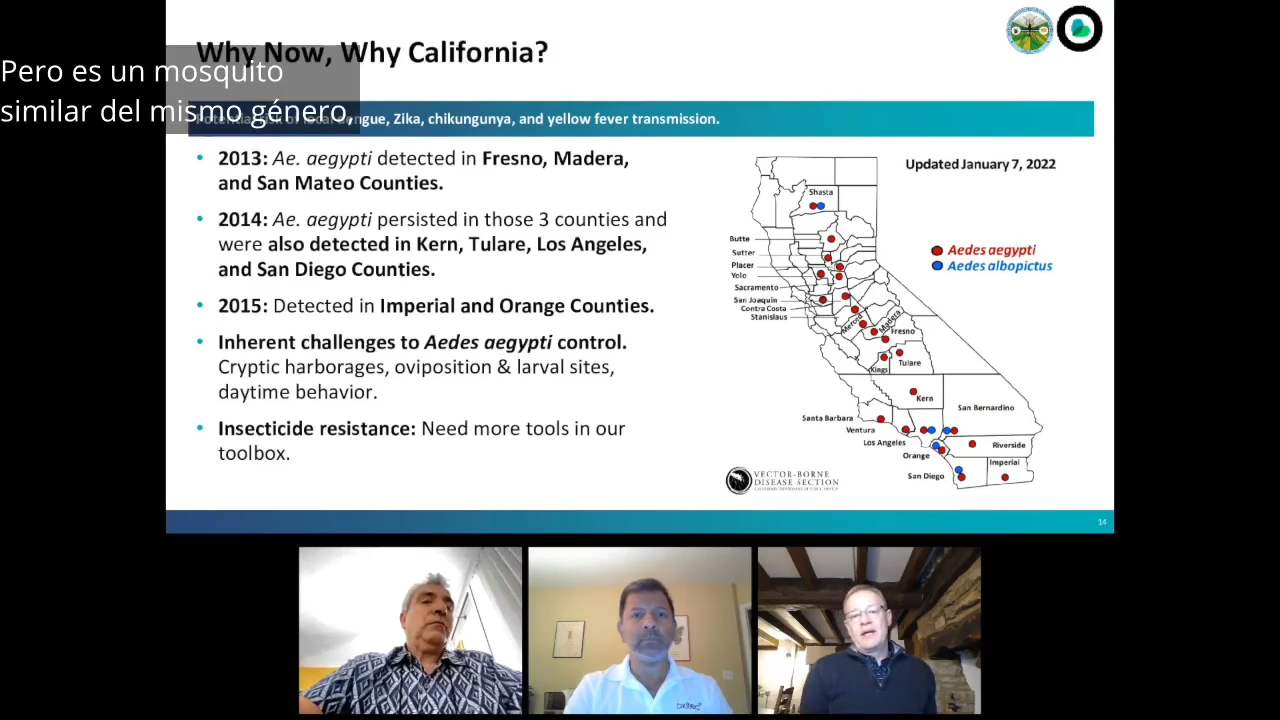 Why Now, Why California?
Pero es un mosquito
similar del mismo género,
Potential risk of local dengue, Zika, chikungunya, and yellow fever transmission.
• 2013: Ae. aegypti detected in Fresno, Madera,
and San Mateo Counties.
• 2014: Ae. aegypti persisted in those 3 counties and
were also detected in Kern, Tulare, Los Angeles,
and San Diego Counties.
• 2015: Detected in Imperial and Orange Counties.
• Inherent challenges to Aedes aegypti control.
Cryptic harborages, oviposition & larval sites,
daytime behavior.
• Insecticide resistance: Need more tools in our
toolbox.
Updated January 7, 2022
Aedes aegypti
Aedes albopictus
Shasta
Butte
Sutter
Placer
Yolo
Sacramento
San Joaquin
Contra Costa
Stanislaus
Merced
Madera
Fresno
Kings
Tulare
Kern
San Bernardino
Santa Barbara
Ventura
Los Angeles
Orange
Riverside
San Diego
Imperial
VECTOR-BORNE
DISEASE SECTION
14
oxitec